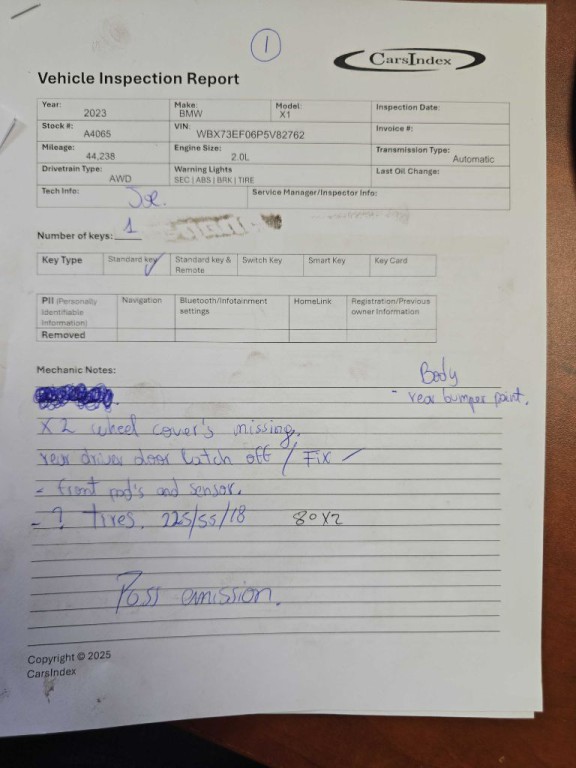 1
CarsIndex
Vehicle Inspection Report
Year: 2023 Make: BMW Model: X1 Inspection Date:
Stock #: A4065 VIN: WBX73EF06P5V82762 Invoice #:
Mileage: 44,238 Engine Size: 2.0L Transmission Type: Automatic
Drivetrain Type: AWD Warning Lights SEC | ABS | BRK | TIRE Last Oil Change:
Tech Info: Joe. Service Manager/Inspector Info:
Number of keys: 1
Key Type Standard key ✓ Standard key & Remote Switch Key Smart Key Key Card
PII (Personally Identifiable Information) Navigation Bluetooth/Infotainment settings HomeLink Registration/Previous owner Information
Removed
Mechanic Notes:
Body
- rear bumper paint.
X 2 wheel cover's missing.
rear driver door latch off / Fix ✓
- front pad's and sensor.
- ? tires. 225/55/18 80x2
Pass emission.
Copyright © 2025
CarsIndex